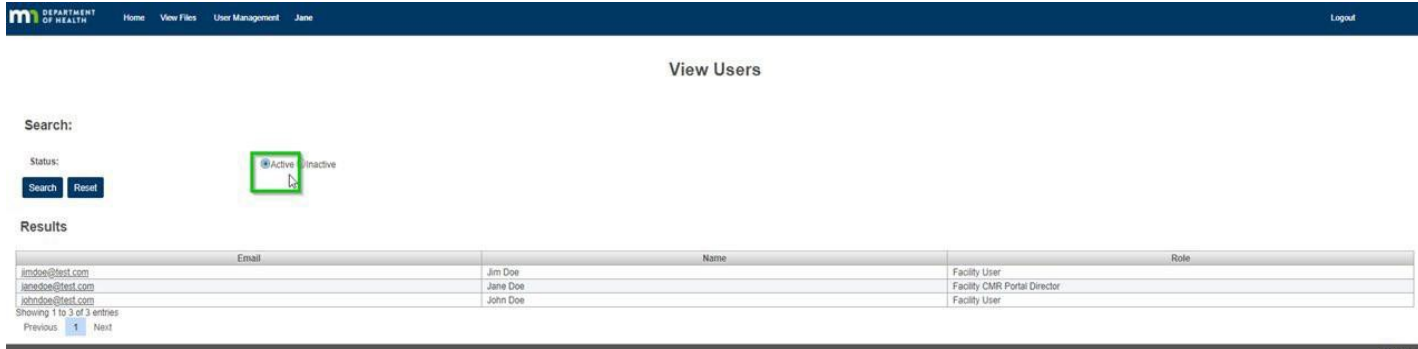 mn DEPARTMENT OF HEALTH Home View Files User Management Jane Logout
View Users
Search:
Status: Active Inactive
Search Reset
Results
Email Name Role
jimdoe@test.com Jim Doe Facility User
janedoe@test.com Jane Doe Facility CMR Portal Director
johndoe@test.com John Doe Facility User
Showing 1 to 3 of 3 entries
Previous 1 Next